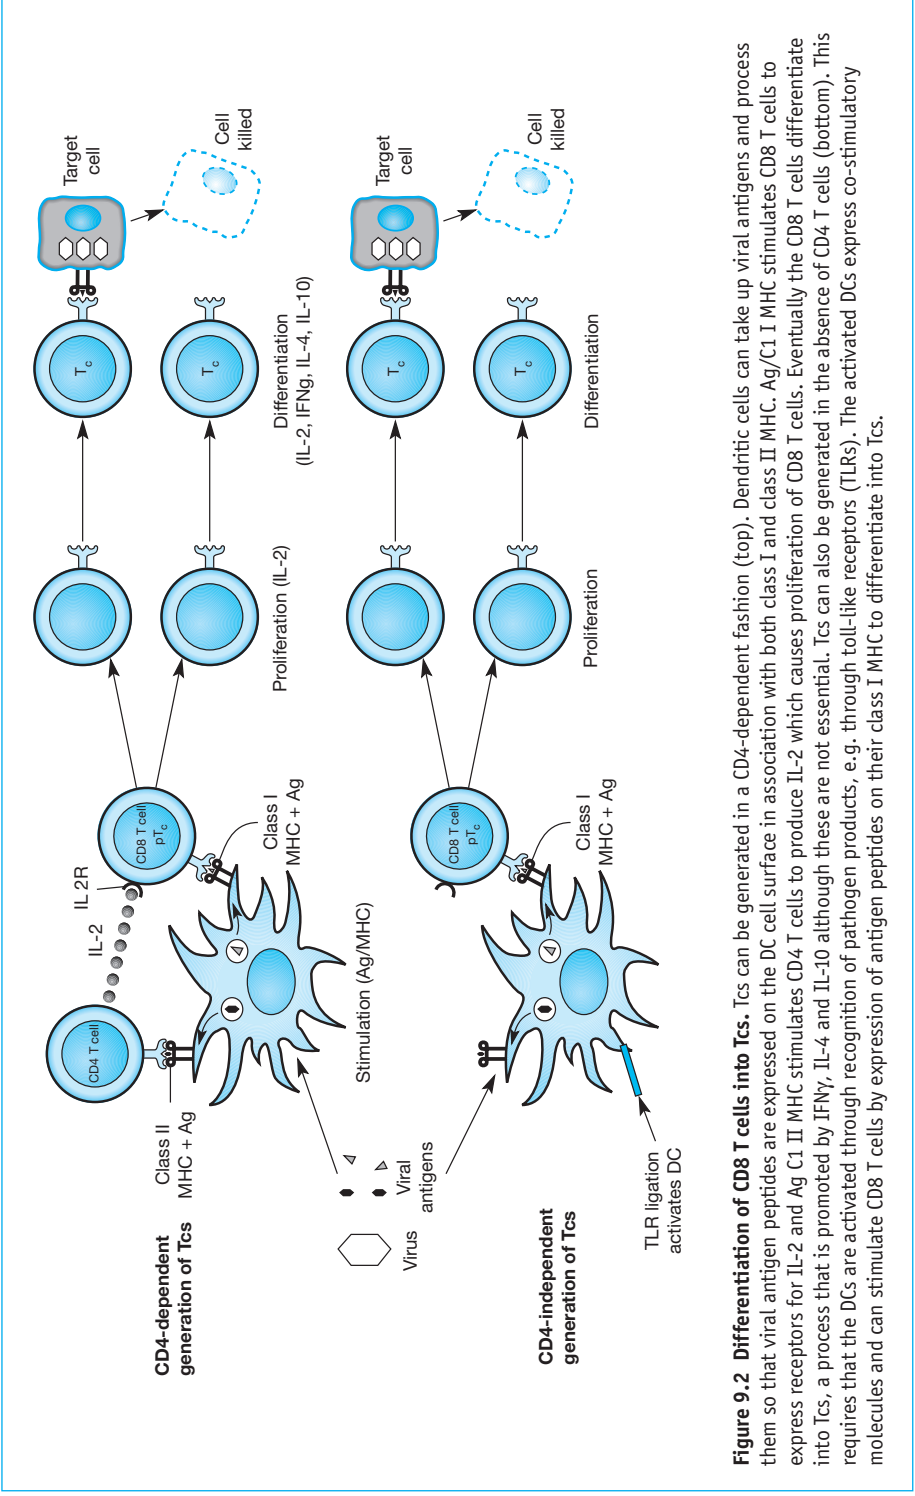 CD4-dependent
generation of Tcs
Class II
MHC + Ag
CD4 T cell
IL-2
IL 2R
CD8 T cell
pTc
Class I
MHC + Ag
Stimulation (Ag/MHC)
Proliferation (IL-2)
Tc
Tc
Differentiation
(IL-2, IFNg, IL-4, IL-10)
Target
cell
Cell
killed
Virus
Viral
antigens
CD4-independent
generation of Tcs
TLR ligation
activates DC
CD8 T cell
pTc
Class I
MHC + Ag
Proliferation
Tc
Tc
Differentiation
Target
cell
Cell
killed
Figure 9.2 Differentiation of CD8 T cells into Tcs. Tcs can be generated in a CD4-dependent fashion (top). Dendritic cells can take up viral antigens and process
them so that viral antigen peptides are expressed on the DC cell surface in association with both class I and class II MHC. Ag/C1 I MHC stimulates CD8 T cells to
express receptors for IL-2 and Ag C1 II MHC stimulates CD4 T cells to produce IL-2 which causes proliferation of CD8 T cells. Eventually the CD8 T cells differentiate
into Tcs, a process that is promoted by IFNγ, IL-4 and IL-10 although these are not essential. Tcs can also be generated in the absence of CD4 T cells (bottom). This
requires that the DCs are activated through recognition of pathogen products, e.g. through toll-like receptors (TLRs). The activated DCs express co-stimulatory
molecules and can stimulate CD8 T cells by expression of antigen peptides on their class I MHC to differentiate into Tcs.